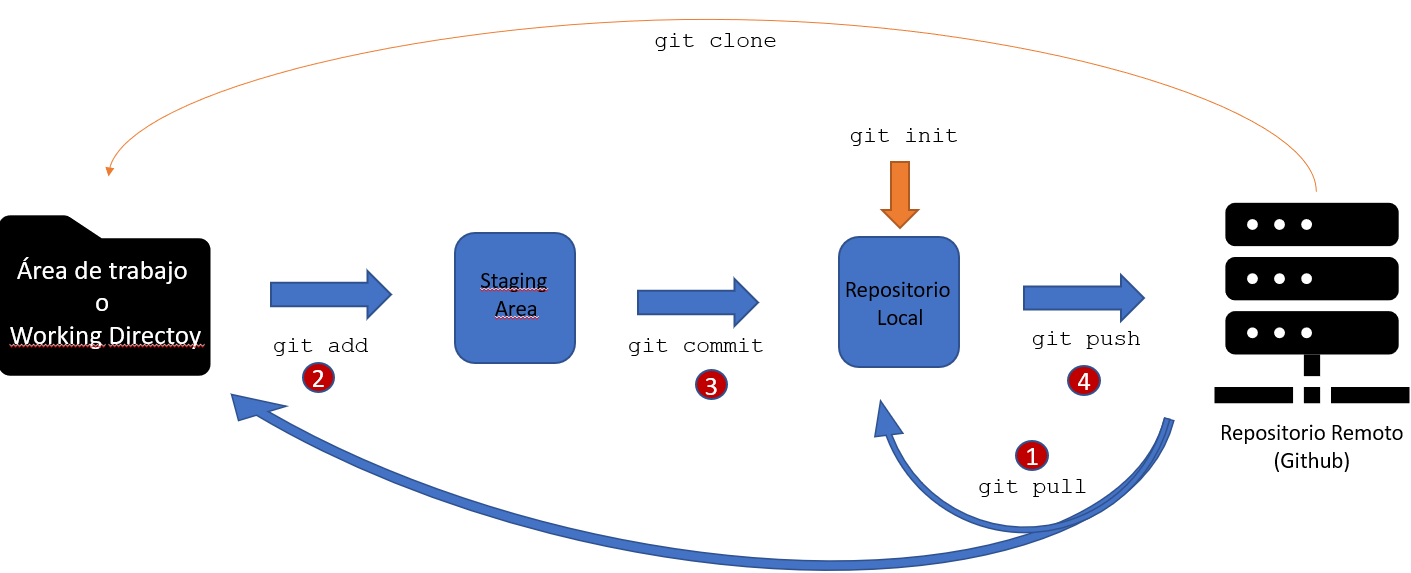 git clone
git init
Área de trabajo
o
Working Directoy
Staging
Area
Repositorio
Local
git add
2
git commit
3
git push
4
1
git pull
Repositorio Remoto
(Github)